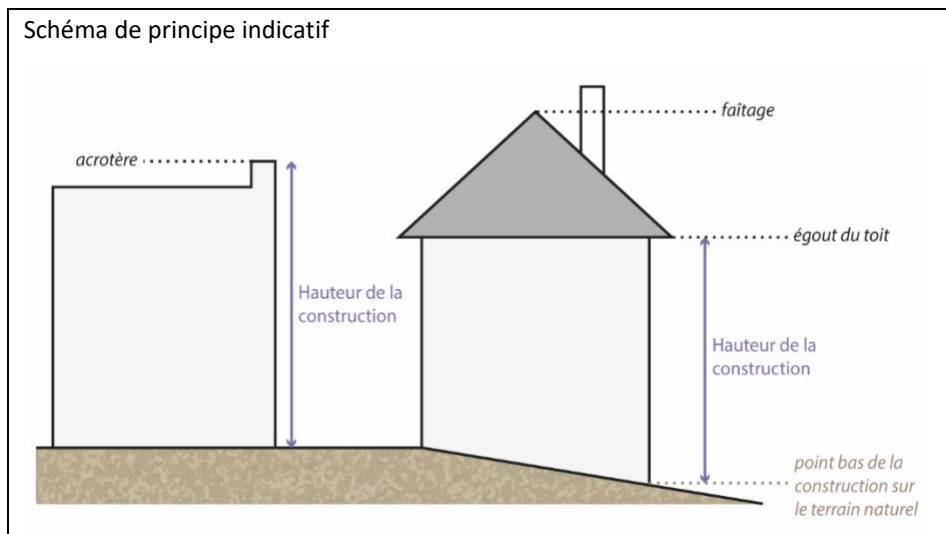 Schéma de principe indicatif
faîtage
acrotère
égout du toit
Hauteur de la
construction
Hauteur de la
construction
point bas de la
construction sur
le terrain naturel